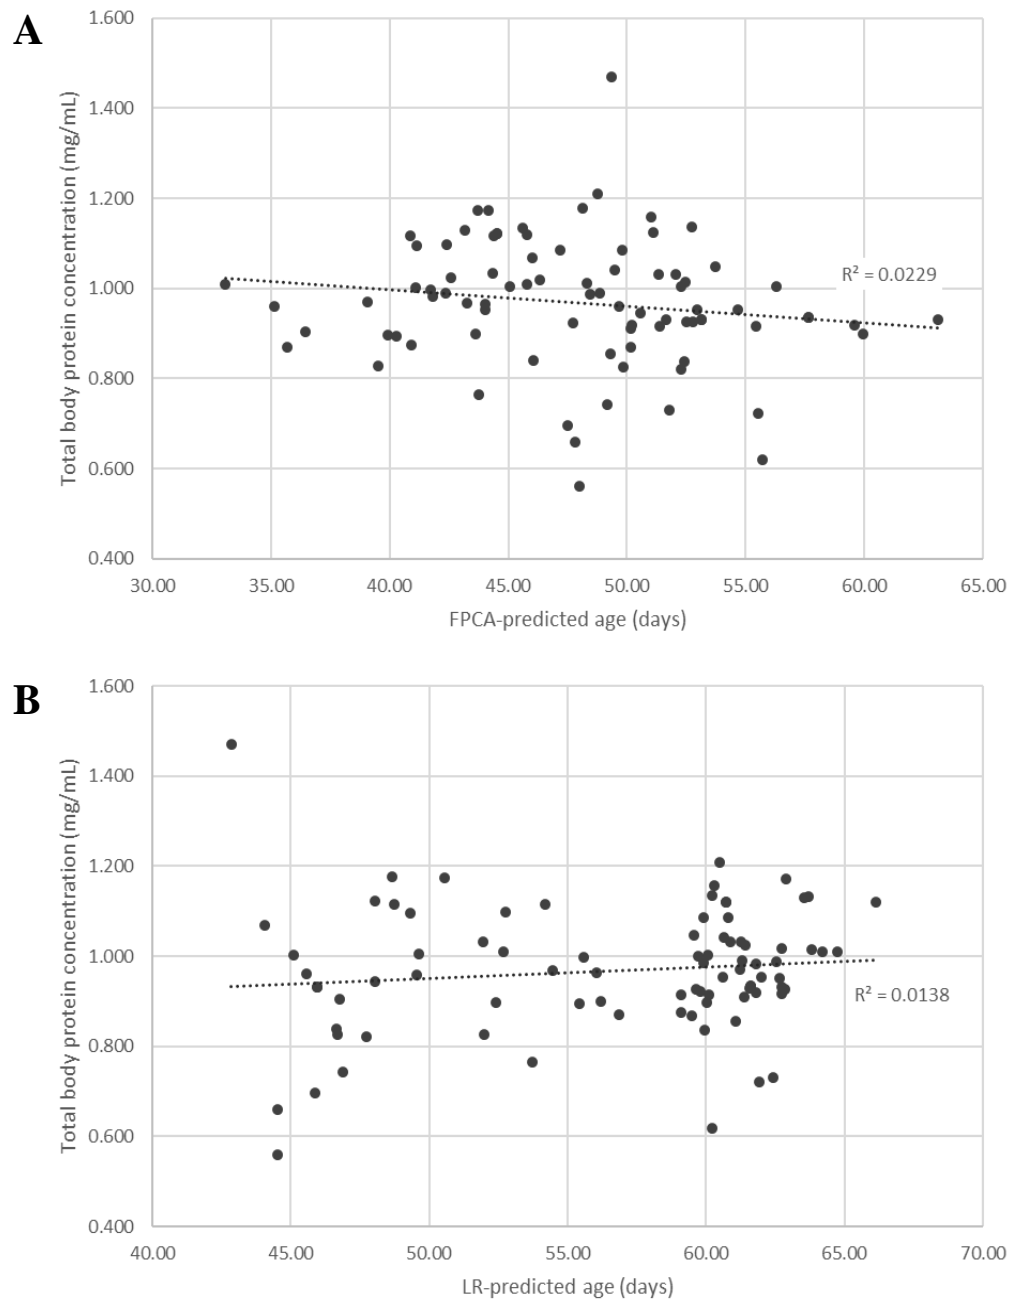 A
Total body protein concentration (mg/mL)
1.600
1.400
1.200
1.000
0.800
0.600
0.400
R² = 0.0229
30.00 35.00 40.00 45.00 50.00 55.00 60.00 65.00
FPCA-predicted age (days)
B
Total body protein concentration (mg/mL)
1.600
1.400
1.200
1.000
0.800
0.600
0.400
R² = 0.0138
40.00 45.00 50.00 55.00 60.00 65.00 70.00
LR-predicted age (days)